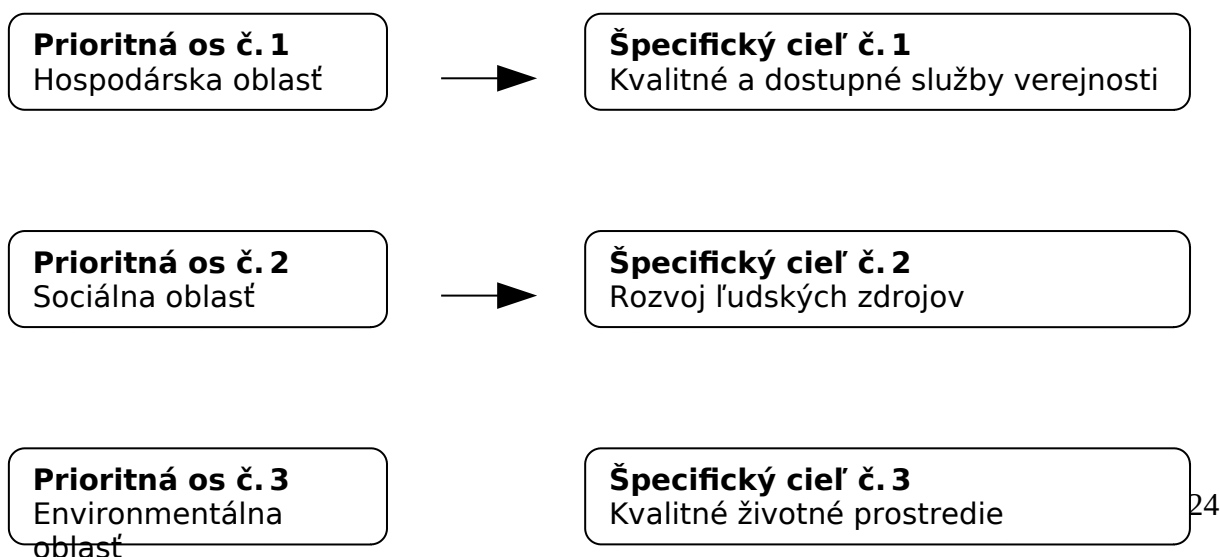 Prioritná os č. 1
Hospodárska oblasť
Špecifický cieľ č. 1
Kvalitné a dostupné služby verejnosti
Prioritná os č. 2
Sociálna oblasť
Špecifický cieľ č. 2
Rozvoj ľudských zdrojov
Prioritná os č. 3
Environmentálna
oblasť
Špecifický cieľ č. 3
Kvalitné životné prostredie
24